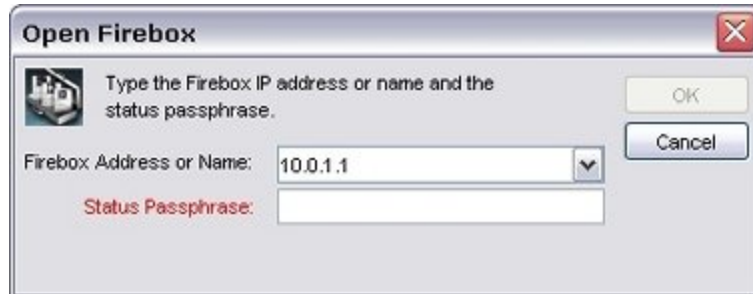 Open Firebox
Type the Firebox IP address or name and the
status passphrase.
OK
Cancel
Firebox Address or Name: 10.0.1.1
Status Passphrase: